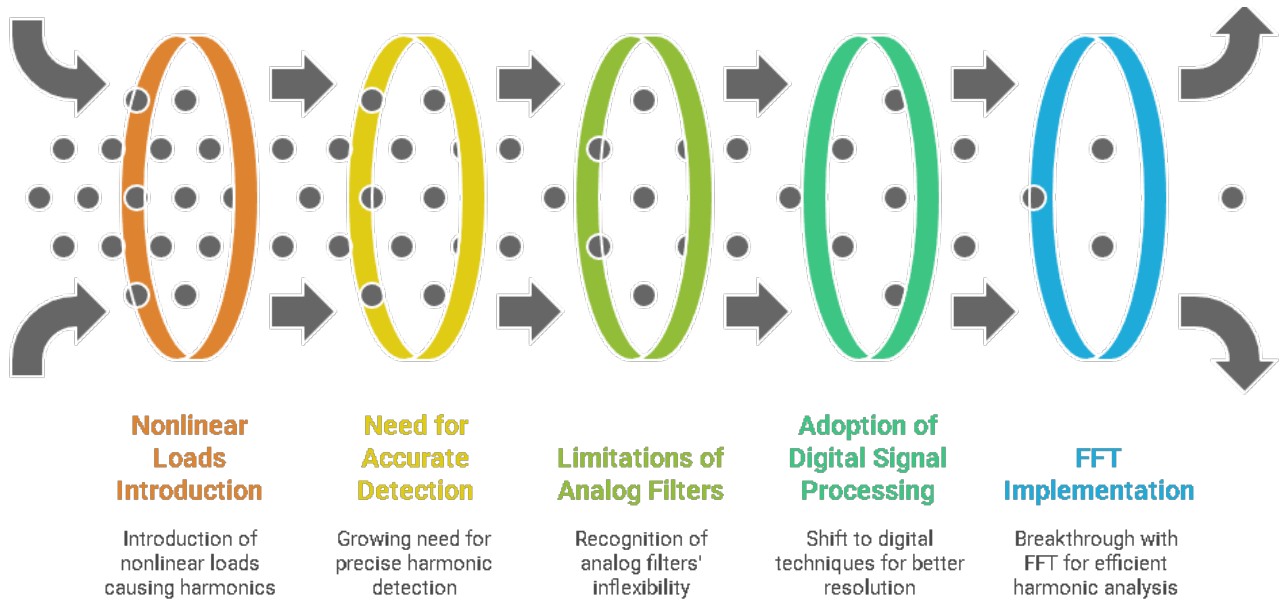 Nonlinear
Loads
Introduction
Introduction of
nonlinear loads
causing harmonics
Need for
Accurate
Detection
Growing need for
precise harmonic
detection
Limitations of
Analog Filters
Recognition of
analog filters'
inflexibility
Adoption of
Digital Signal
Processing
Shift to digital
techniques for better
resolution
FFT
Implementation
Breakthrough with
FFT for efficient
harmonic analysis